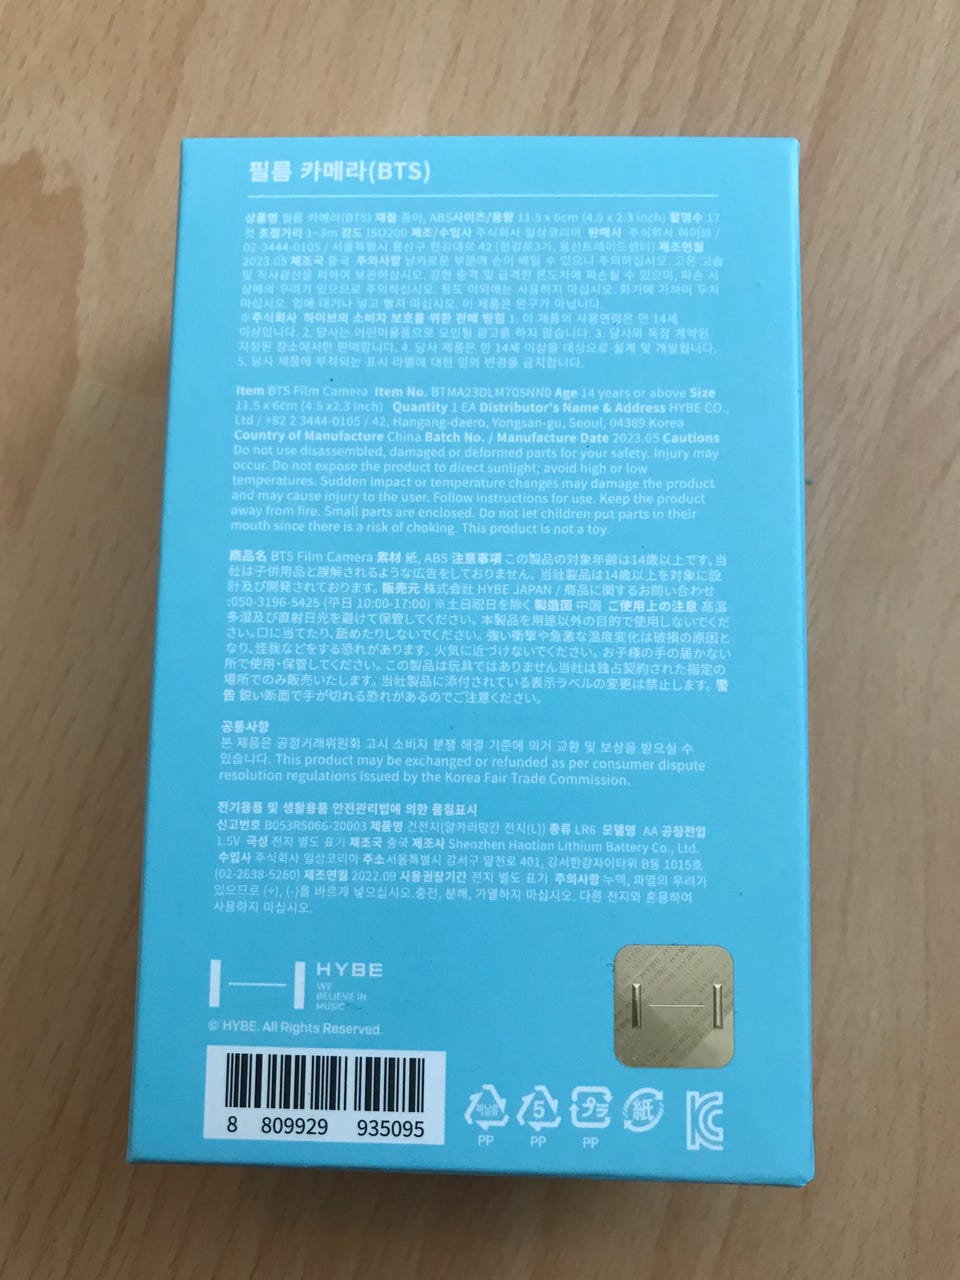 필름 카메라(BTS)
상품명 필름 카메라(BTS) 재질 종이, ABS사이즈/용량 11.5 x 6cm (4.5 x 2.3 inch) 촬영수 17
컷 초점거리 1~3m 감도 ISO200 제조/수입사 주식회사 일상코리아 판매사 주식회사 하이브 /
02-3444-0105 / 서울특별시 용산구 한강대로 42 (한강로3가, 용산트레이드센터) 제조연월
2023.05 제조국 중국 주의사항 날카로운 부분에 손이 베일 수 있으니 주의하십시오. 고온 고습
및 직사광선을 피하여 보관하십시오. 강한 충격 및 급격한 온도차에 파손될 수 있으며, 파손 시
상해의 우려가 있으므로 주의하십시오. 용도 이외에는 사용하지 마십시오. 화기에 가까이 두지
마십시오. 입에 대거나 넣고 빨지 마십시오. 이 제품은 완구가 아닙니다.
※주식회사 하이브의 소비자 보호를 위한 판매 방침 1. 이 제품의 사용연령은 만 14세
이상입니다. 2. 당사는 어린이용품으로 오인될 광고를 하지 않습니다. 3. 당사와 독점 계약된
지정된 장소에서만 판매합니다. 4. 당사 제품은 만 14세 이상을 대상으로 설계 및 개발됩니다.
5. 당사 제품에 부착되는 표시 라벨에 대한 임의 변경을 금지합니다.
Item BTS Film Camera Item No. BTMA23DLM705NN0 Age 14 years or above Size
11.5 x 6cm (4.5 x2.3 inch) Quantity 1 EA Distributor's Name & Address HYBE CO.,
Ltd / +82 2 3444-0105 / 42, Hangang-daero, Yongsan-gu, Seoul, 04389 Korea
Country of Manufacture China Batch No. / Manufacture Date 2023.05 Cautions
Do not use disassembled, damaged or deformed parts for your safety. Injury may
occur. Do not expose the product to direct sunlight; avoid high or low
temperatures. Sudden impact or temperature changes may damage the product
and may cause injury to the user. Follow instructions for use. Keep the product
away from fire. Small parts are enclosed. Do not let children put parts in their
mouth since there is a risk of choking. This product is not a toy.
商品名 BTS Film Camera 素材 紙, ABS 注意事項 この製品の対象年齢は14歳以上です。当
社は子供用品と誤解されるような広告をしておりません。当社製品は14歳以上を対象に設
計及び開発されております。販売元 株式会社 HYBE JAPAN / 商品に関するお問い合わせ
:050-3196-5425 (平日 10:00-17:00) ※土日祝日を除く 製造国 中国 ご使用上の注意 高温
多湿及び直射日光を避けて保管してください。本製品を用途以外の目的で使用しないでくだ
さい。口に当てたり、舐めたりしないでください。強い衝撃や急激な温度変化は破損の原因と
なり、怪我などをする恐れがあります。火気に近づけないでください。お子様の手の届かない
所で使用・保管してください。この製品は玩具ではありません当社は独占契約された指定の
場所でのみ販売いたします。当社製品に添付されている表示ラベルの変更は禁止します。警
告 鋭い断面で手が切れる恐れがあるのでご注意ください。
공통사항
본 제품은 공정거래위원회 고시 소비자 분쟁 해결 기준에 의거 교환 및 보상을 받으실 수
있습니다. This product may be exchanged or refunded as per consumer dispute
resolution regulations issued by the Korea Fair Trade Commission.
전기용품 및 생활용품 안전관리법에 의한 품질표시
신고번호 B053R5066-20003 제품명 건전지(알카리망간 전지(L)) 종류 LR6 모델명 AA 공칭전압
1.5V 극성 전지 별도 표기 제조국 중국 제조사 Shenzhen Haotian Lithium Battery Co., Ltd.
수입사 주식회사 일상코리아 주소 서울특별시 강서구 양천로 401, 강서한강자이타워 B동 1015호
(02-2638-5260) 제조연월 2022.09 사용권장기간 전지 별도 표기 주의사항 누액, 파열의 우려가
있으므로 (+), (-)를 바르게 넣으십시오.충전, 분해, 가열하지 마십시오. 다른 전지와 혼용하여
사용하지 마십시오.
HYBE
WE
BELIEVE IN
MUSIC
© HYBE. All Rights Reserved.
8 809929 935095
비닐류 PP
5 PP
プラ PP
紙